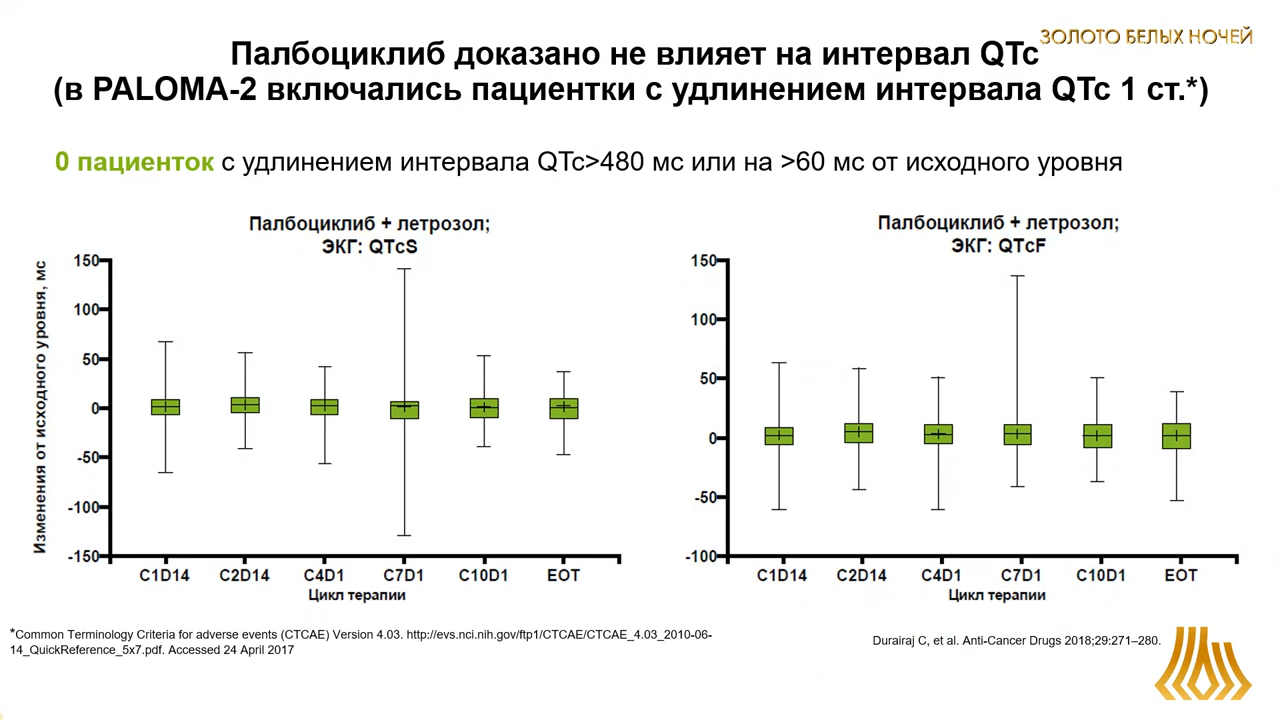 ЗОЛОТО БЕЛЫХ НОЧЕЙ
Палбоциклиб доказано не влияет на интервал QTc
(в PALOMA-2 включались пациентки с удлинением интервала QTc 1 ст.*)
0 пациенток с удлинением интервала QTc>480 мс или на >60 мс от исходного уровня
Палбоциклиб + летрозол;
ЭКГ: QTcS
Изменения от исходного уровня, мс
150
100
50
0
-50
-100
-150
C1D14 C2D14 C4D1 C7D1 C10D1 EOT
Цикл терапии
Палбоциклиб + летрозол;
ЭКГ: QTcF
150
100
50
0
-50
-100
C1D14 C2D14 C4D1 C7D1 C10D1 EOT
Цикл терапии
*Common Terminology Criteria for adverse events (CTCAE) Version 4.03. http://evs.nci.nih.gov/ftp1/CTCAE/CTCAE_4.03_2010-06-
14_QuickReference_5x7.pdf. Accessed 24 April 2017
Durairaj C, et al. Anti-Cancer Drugs 2018;29:271–280.